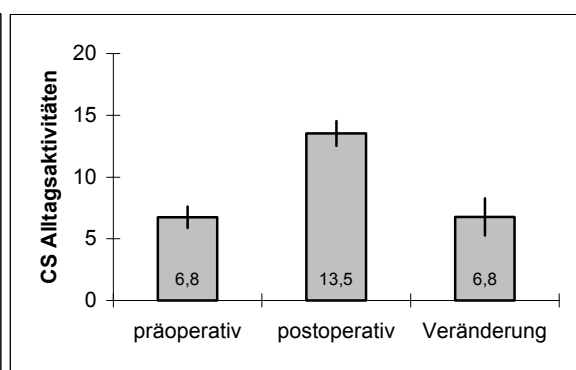 CS Alltagsaktivitäten
20
15
10
5
0
6,8
13,5
6,8
präoperativ
postoperativ
Veränderung